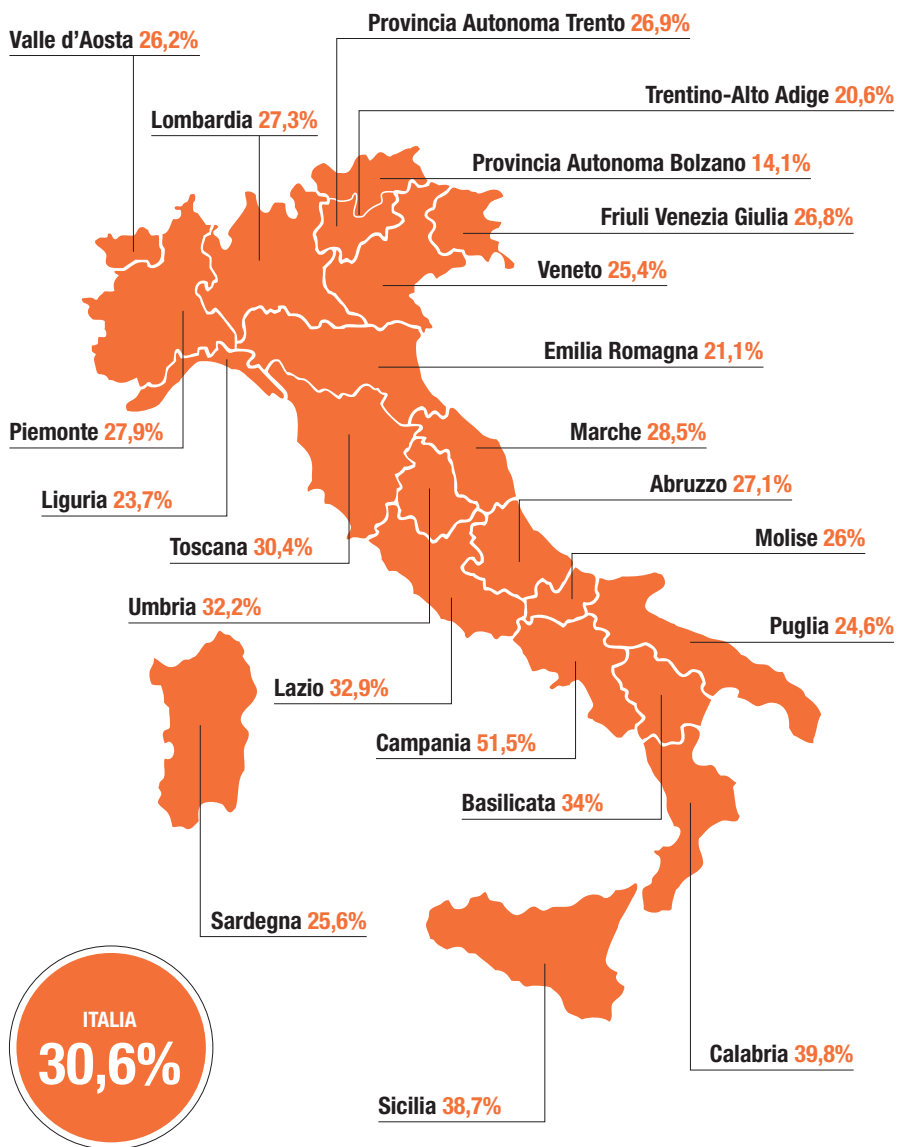 Provincia Autonoma Trento 26,9%
Valle d'Aosta 26,2%
Trentino-Alto Adige 20,6%
Lombardia 27,3%
Provincia Autonoma Bolzano 14,1%
Friuli Venezia Giulia 26,8%
Veneto 25,4%
Emilia Romagna 21,1%
Piemonte 27,9%
Marche 28,5%
Liguria 23,7%
Abruzzo 27,1%
Toscana 30,4%
Molise 26%
Umbria 32,2%
Puglia 24,6%
Lazio 32,9%
Campania 51,5%
Basilicata 34%
Sardegna 25,6%
ITALIA
30,6%
Calabria 39,8%
Sicilia 38,7%